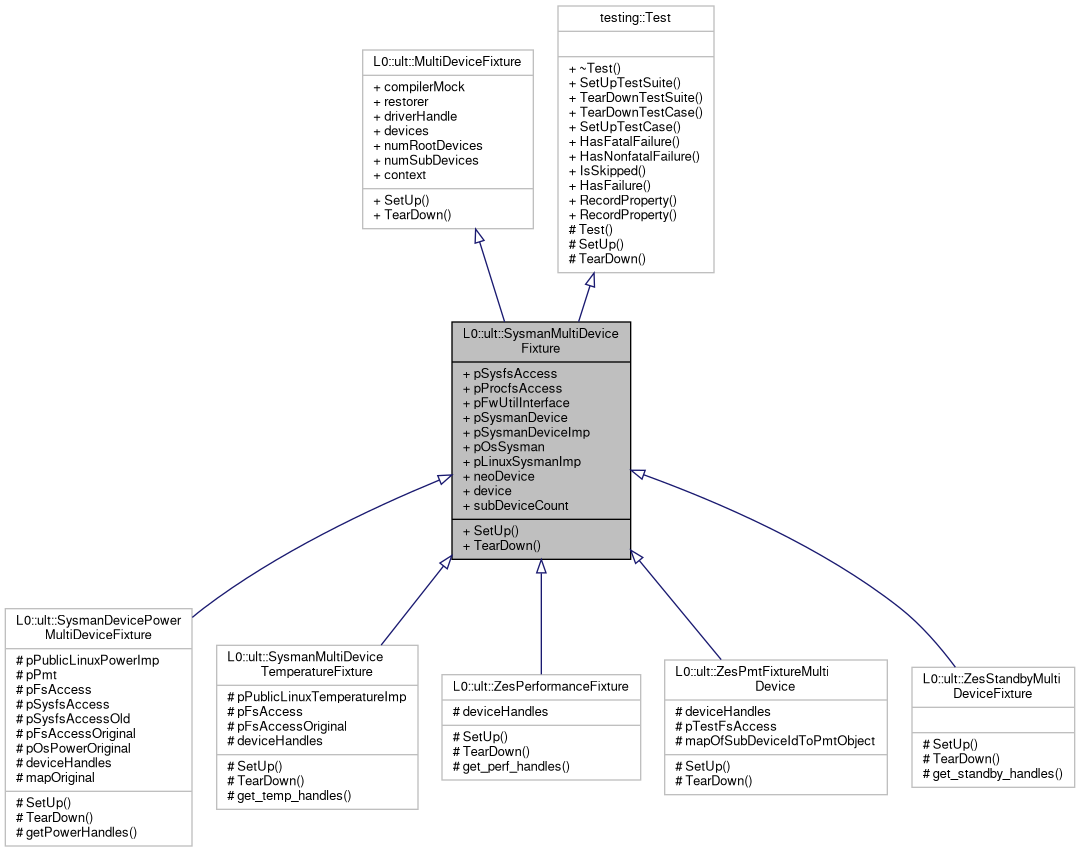 testing::Test
+ ~Test()
+ SetUpTestSuite()
+ TearDownTestSuite()
+ TearDownTestCase()
+ SetUpTestCase()
+ HasFatalFailure()
+ HasNonfatalFailure()
+ IsSkipped()
+ HasFailure()
+ RecordProperty()
+ RecordProperty()
# Test()
# SetUp()
# TearDown()
L0::ult::MultiDeviceFixture
+ compilerMock
+ restorer
+ driverHandle
+ devices
+ numRootDevices
+ numSubDevices
+ context
+ SetUp()
+ TearDown()
L0::ult::SysmanMultiDevice
Fixture
+ pSysfsAccess
+ pProcfsAccess
+ pFwUtilInterface
+ pSysmanDevice
+ pSysmanDeviceImp
+ pOsSysman
+ pLinuxSysmanImp
+ neoDevice
+ device
+ subDeviceCount
+ SetUp()
+ TearDown()
L0::ult::SysmanDevicePower
MultiDeviceFixture
# pPublicLinuxPowerImp
# pPmt
# pFsAccess
# pSysfsAccess
# pSysfsAccessOld
# pFsAccessOriginal
# pOsPowerOriginal
# deviceHandles
# mapOriginal
# SetUp()
# TearDown()
# getPowerHandles()
L0::ult::SysmanMultiDevice
TemperatureFixture
# pPublicLinuxTemperatureImp
# pFsAccess
# pFsAccessOriginal
# deviceHandles
# SetUp()
# TearDown()
# get_temp_handles()
L0::ult::ZesPerformanceFixture
# deviceHandles
# SetUp()
# TearDown()
# get_perf_handles()
L0::ult::ZesPmtFixtureMulti
Device
# deviceHandles
# pTestFsAccess
# mapOfSubDeviceIdToPmtObject
# SetUp()
# TearDown()
L0::ult::ZesStandbyMulti
DeviceFixture
# SetUp()
# TearDown()
# get_standby_handles()